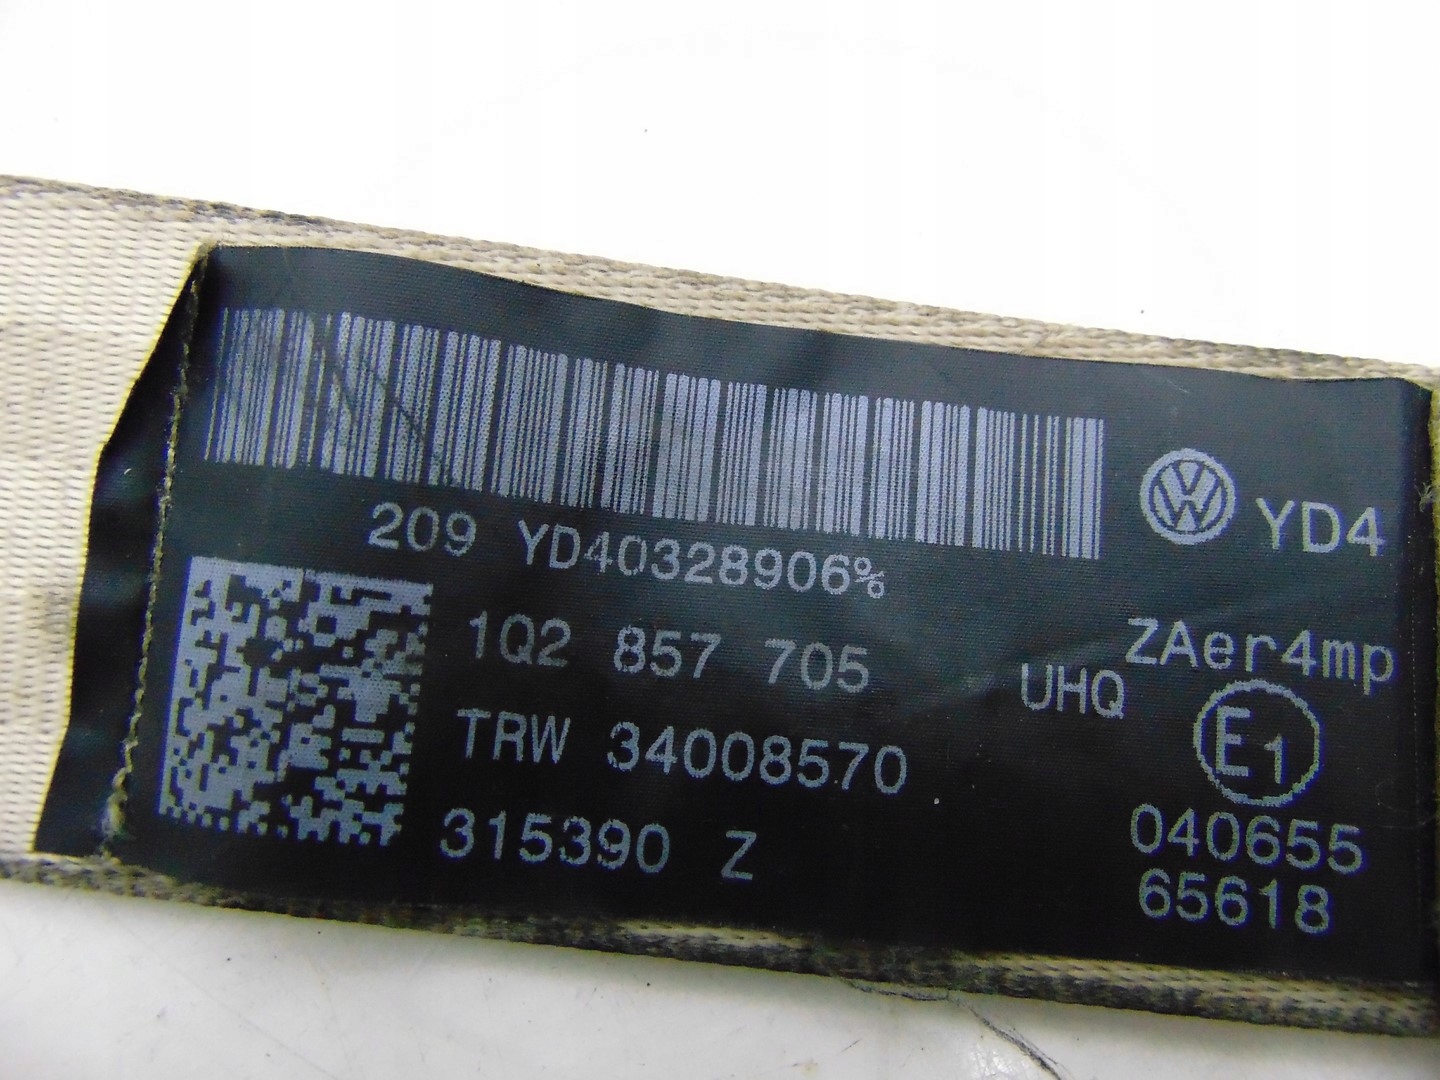 209 YD40328906%
YD4
1Q2 857 705
ZAer4mp
UHQ
TRW 34008570
E1
315390 Z
040655
65618